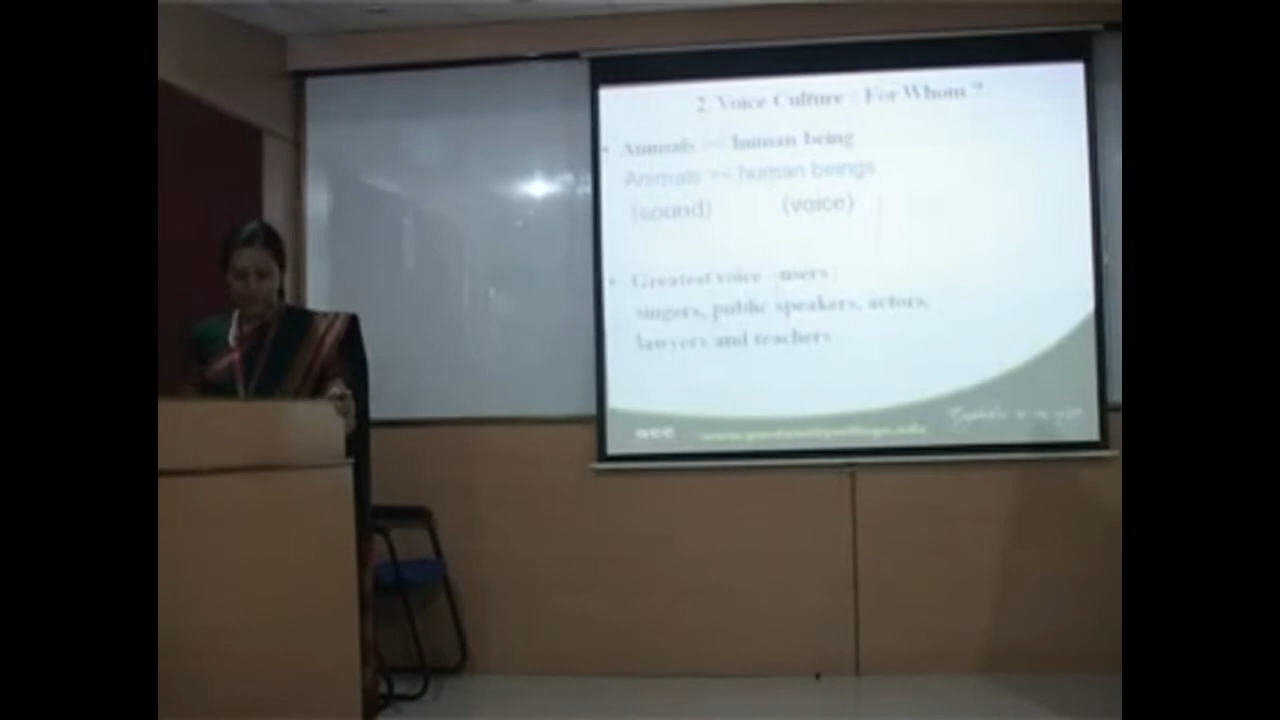 2. Voice Culture : For Whom ?
• Animals >< human being
Animals >< human beings
(sound) (voice)
• Greatest voice -users :
singers, public speakers, actors,
lawyers and teachers